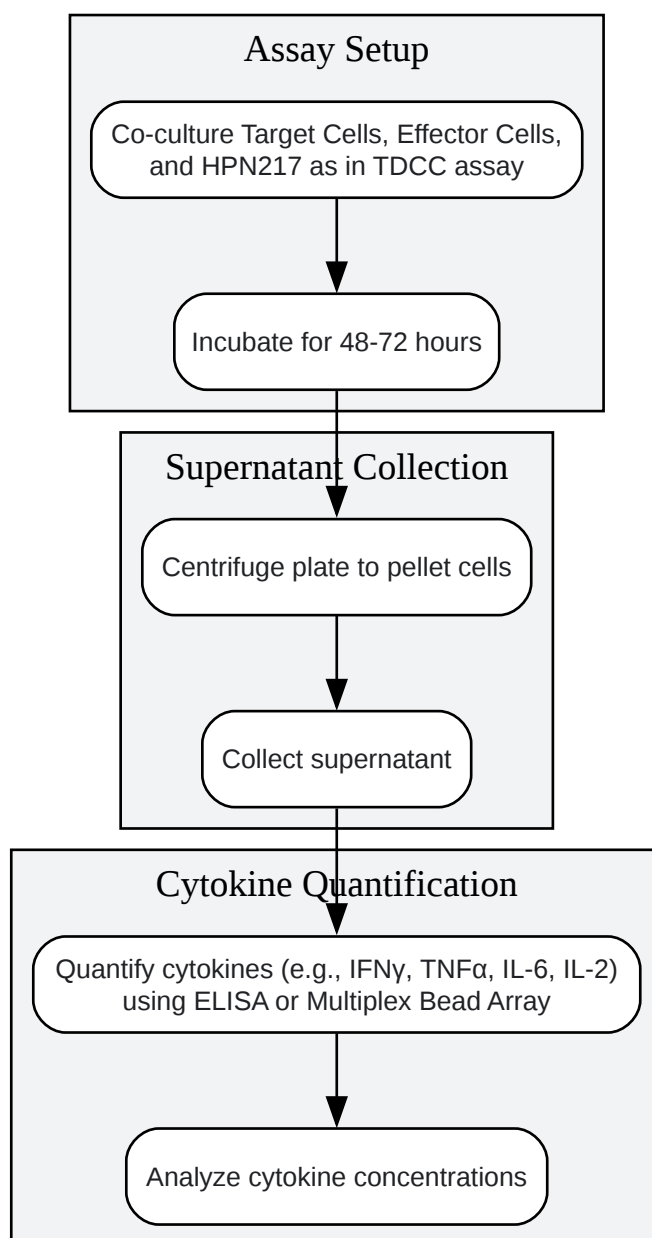 Assay Setup
Co-culture Target Cells, Effector Cells,
and HPN217 as in TDCC assay
Incubate for 48-72 hours
Supernatant Collection
Centrifuge plate to pellet cells
Collect supernatant
Cytokine Quantification
Quantify cytokines (e.g., IFNγ, TNFα, IL-6, IL-2)
using ELISA or Multiplex Bead Array
Analyze cytokine concentrations